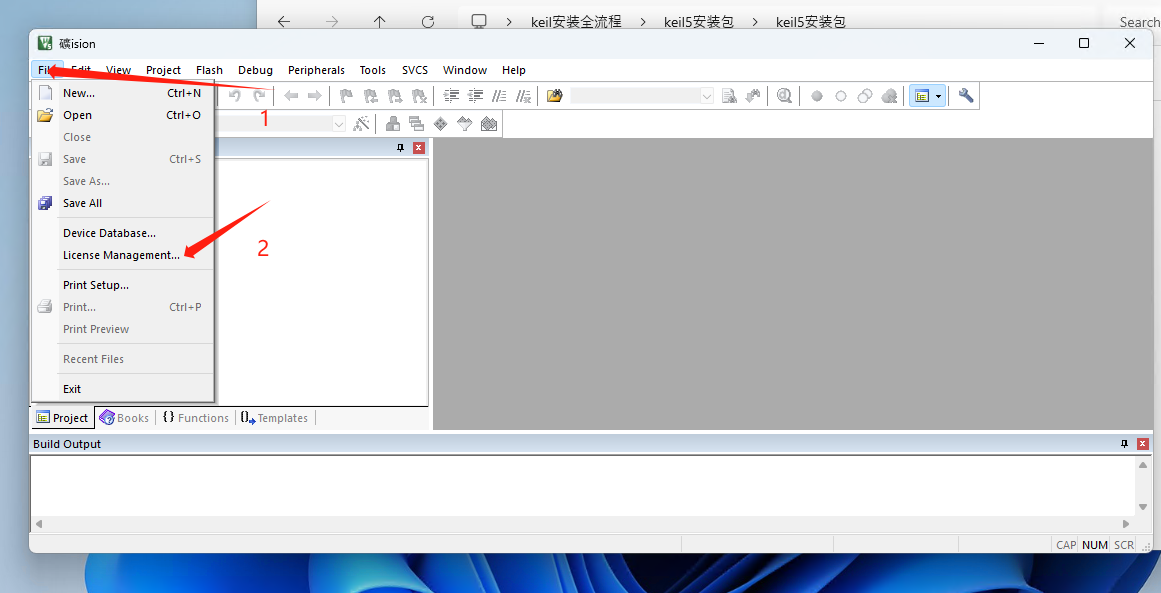 keil安装全流程 > keil5安装包 > keil5安装包 Search
礦ision
Edit View Project Flash Debug Peripherals Tools SVCS Window Help
New... Ctrl+N
1
Open Ctrl+O
Close
Save Ctrl+S
Save As...
Save All
Device Database...
2
License Management...
Print Setup...
Print... Ctrl+P
Print Preview
Recent Files
Exit
Project Books {} Functions Templates
Build Output
CAP NUM SCR